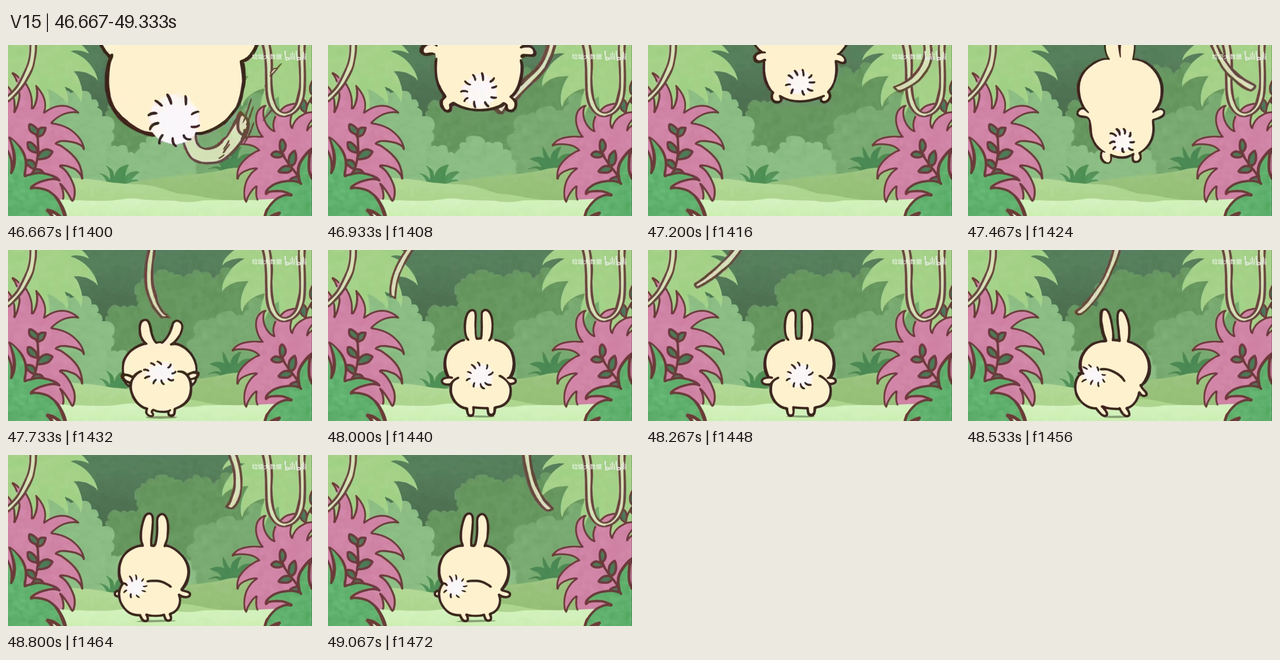 V15 | 46.667-49.333s
46.667s | f1400
46.933s | f1408
47.200s | f1416
47.467s | f1424
47.733s | f1432
48.000s | f1440
48.267s | f1448
48.533s | f1456
48.800s | f1464
49.067s | f1472